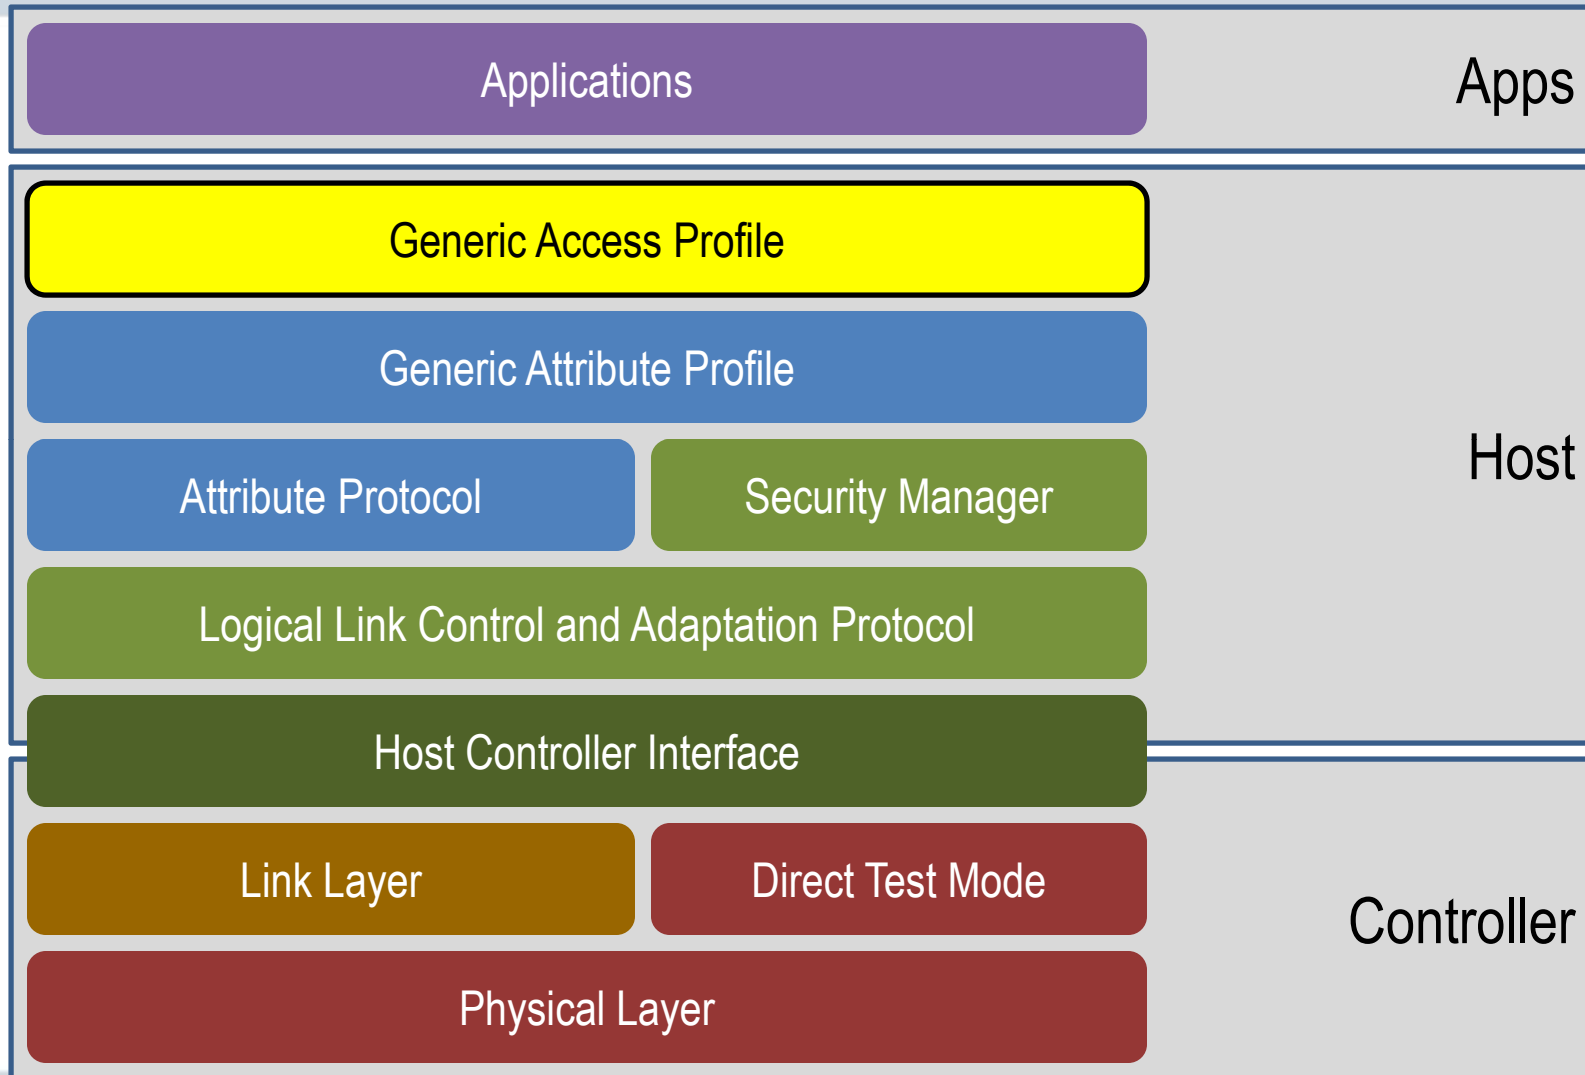 Applications
Apps
Generic Access Profile
Generic Attribute Profile
Attribute Protocol
Security Manager
Host
Logical Link Control and Adaptation Protocol
Host Controller Interface
Link Layer
Direct Test Mode
Controller
Physical Layer